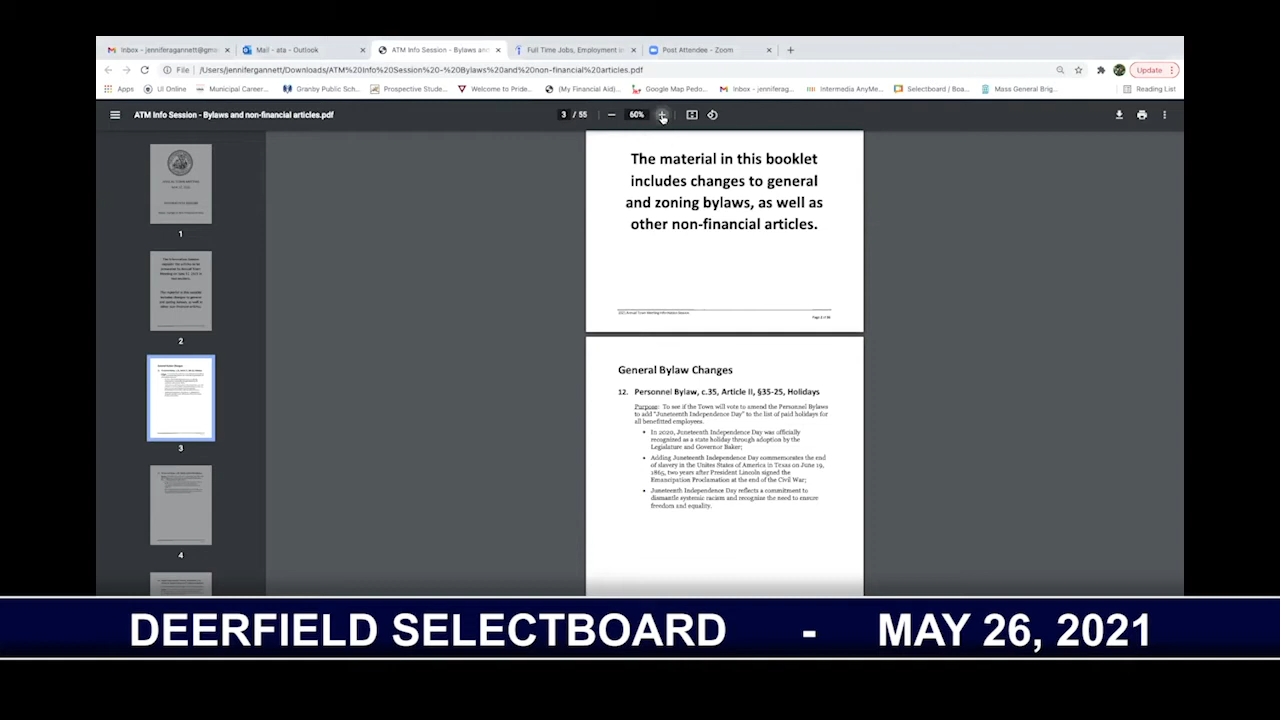 Inbox - jenniferagannett@gma
Mail - ata - Outlook
ATM Info Session - Bylaws an
Full Time Jobs, Employment in
Post Attendee - Zoom
File
/Users/jennifergannett/Downloads/ATM%20Info%20Session%20-%20Bylaws%20and%20non-financial%20articles.pdf
Update
Apps
UI Online
Municipal Career...
Granby Public Sch...
Prospective Stude...
Welcome to Pride...
(My Financial Aid)...
Google Map Pedo...
Inbox - jenniferag...
Intermedia AnyMe...
Selectboard / Boa...
Mass General Brig...
Reading List
ATM Info Session - Bylaws and non-financial articles.pdf
3 / 55
60%
1
2
3
4
The material in this booklet
includes changes to general
and zoning bylaws, as well as
other non-financial articles.
2021 Annual Town Meeting Information Session
General Bylaw Changes
12. Personnel Bylaw, c.35, Article II, §35-25, Holidays
Purpose: To see if the Town will vote to amend the Personnel Bylaws
to add "Juneteenth Independence Day" to the list of paid holidays for
all benefitted employees.
• In 2020, Juneteenth Independence Day was officially
recognized as a state holiday through adoption by the
Legislature and Governor Baker;
• Adding Juneteenth Independence Day commemorates the end
of slavery in the Unites States of America in Texas on June 19,
1865, two years after President Lincoln signed the
Emancipation Proclamation at the end of the Civil War;
• Juneteenth Independence Day reflects a commitment to
dismantle systemic racism and recognize the need to ensure
freedom and equality.
DEERFIELD SELECTBOARD - MAY 26, 2021